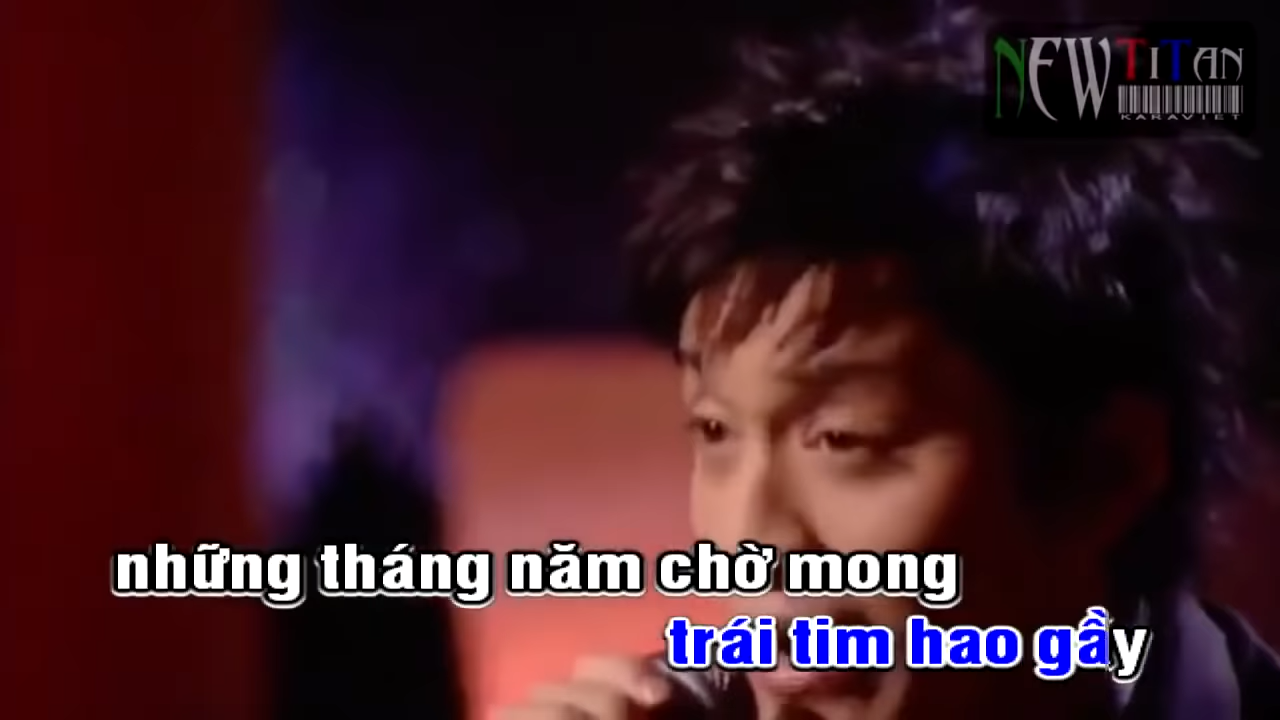 NEWTITAN
KARAVIET
những tháng năm chờ mong
trái tim hao gầy